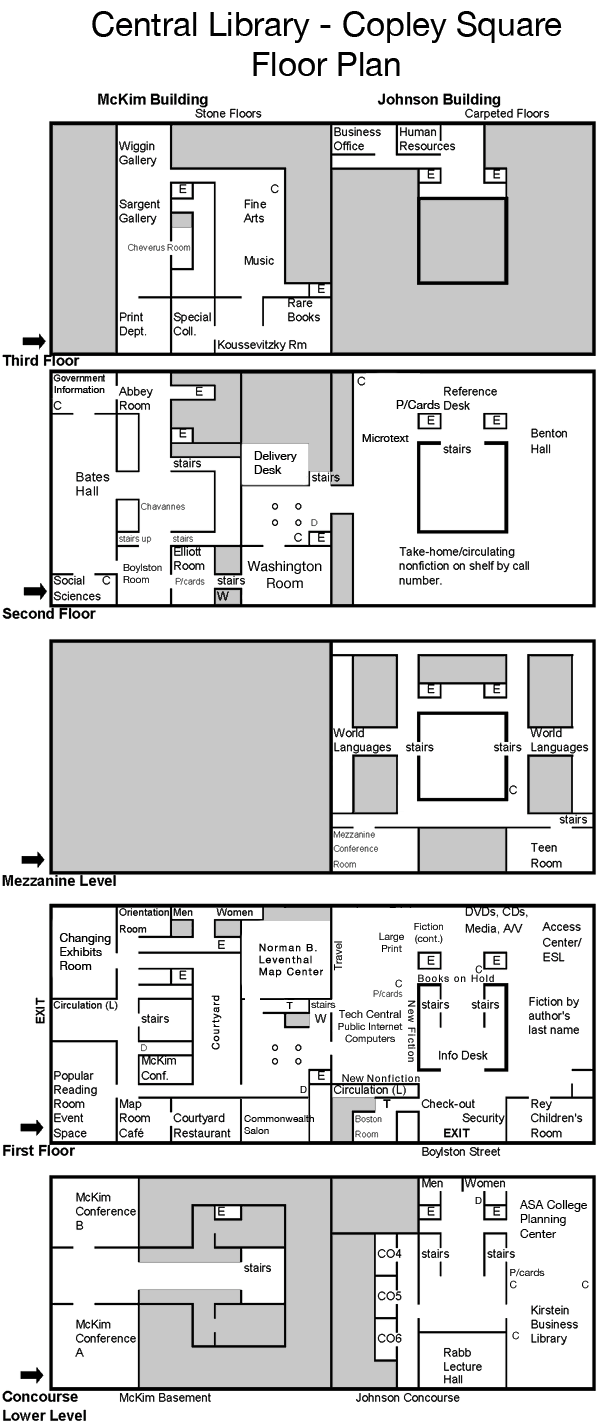 Central Library - Copley Square
Floor Plan
McKim Building
Johnson Building
Stone Floors
Carpeted Floors
Wiggin
Gallery
Business
Office
Human
Resources
E
C
E
E
Sargent
Gallery
Fine
Arts
Cheverus Room
Music
E
Rare
Books
Print
Dept.
Special
Coll.
Koussevitzky Rm
Third Floor
Government
Information
C
Abbey
Room
E
C
Reference
Desk
P/Cards
E
E
E
Microtext
Benton
Hall
stairs
Delivery
Desk
stairs
stairs
Bates
Hall
Chavannes
D
C
E
stairs up
stairs
Elliott
Room
Boylston
Room
P/cards
stairs
W
Washington
Room
Take-home/circulating
nonfiction on shelf by call
number.
Social
Sciences
C
Second Floor
E
E
World
Languages
stairs
stairs
World
Languages
C
stairs
Mezzanine
Conference
Room
Teen
Room
Mezzanine Level
Orientation
Room
Men
Women
DVDs, CDs,
Media, A/V
Changing
Exhibits
Room
E
Norman B.
Leventhal
Map Center
Travel
Large
Print
Fiction
(cont.)
Access
Center/
ESL
E
E
E
C
Books on Hold
C
P/cards
EXIT
Circulation (L)
stairs
Courtyard
T
stairs
W
Tech Central
Public Internet
Computers
New Fiction
stairs
stairs
Fiction by
author's
last name
D
McKim
Conf.
Info Desk
E
D
New Nonfiction
Circulation (L)
Popular
Reading
Room
Event
Space
Map
Room
Café
Courtyard
Restaurant
Commonwealth
Salon
T
Boston
Room
Check-out
Security
EXIT
Rey
Children's
Room
First Floor
Boylston Street
McKim
Conference
B
E
Men
Women
D
E
E
ASA College
Planning
Center
stairs
CO4
stairs
stairs
P/cards
C
C
CO5
McKim
Conference
A
CO6
C
Kirstein
Business
Library
Rabb
Lecture
Hall
Concourse
Lower Level
McKim Basement
Johnson Concourse